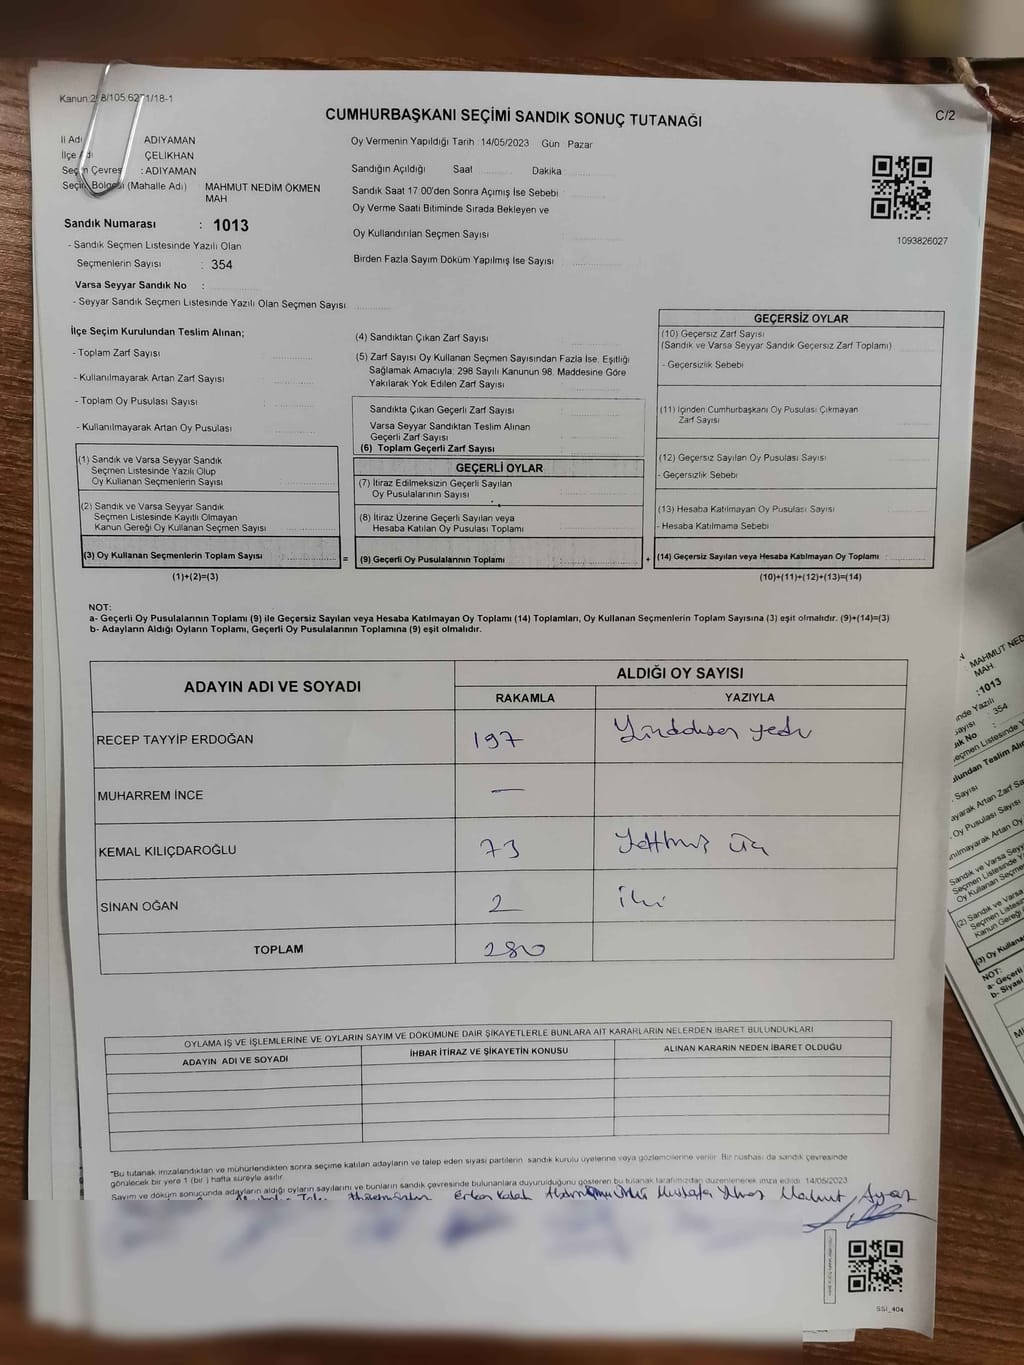 CUMHURBAŞKANI SEÇİMİ SANDIK SONUÇ TUTANAĞI
C/2
İl Adı ADIYAMAN
İlçe Adı ÇELİKHAN
Seçim Çevresi : ADIYAMAN
Seçim Bölgesi (Mahalle Adı) MAHMUT NEDİM ÖKMEN
MAH
Sandık Numarası : 1013
- Sandık Seçmen Listesinde Yazılı Olan
Seçmenlerin Sayısı : 354
Varsa Seyyar Sandık No :
- Seyyar Sandık Seçmen Listesinde Yazılı Olan Seçmen Sayısı
Oy Vermenin Yapıldığı Tarih : 14/05/2023 Gün Pazar
Sandığın Açıldığı Saat Dakika
Sandık Saat 17:00'den Sonra Açımış İse Sebebi
Oy Verme Saati Bitiminde Sırada Bekleyen ve
Oy Kullandırılan Seçmen Sayısı
Birden Fazla Sayım Döküm Yapılmış İse Sayısı
1093826027
İlçe Seçim Kurulundan Teslim Alınan;
- Toplam Zarf Sayısı
- Kullanılmayarak Artan Zarf Sayısı
- Toplam Oy Pusulası Sayısı
- Kullanılmayarak Artan Oy Pusulası
(1) Sandık ve Varsa Seyyar Sandık
Seçmen Listesinde Yazılı Olup
Oy Kullanan Seçmenlerin Sayısı
(2) Sandık ve Varsa Seyyar Sandık
Seçmen Listesinde Kayıtlı Olmayan
Kanun Gereği Oy Kullanan Seçmen Sayısı
(3) Oy Kullanan Seçmenlerin Toplam Sayısı :
=
(1)+(2)=(3)
(4) Sandıktan Çıkan Zarf Sayısı
(5) Zarf Sayısı Oy Kullanan Seçmen Sayısından Fazla İse, Eşitliği
Sağlamak Amacıyla: 298 Sayılı Kanunun 98. Maddesine Göre
Yakılarak Yok Edilen Zarf Sayısı
Sandıkta Çıkan Geçerli Zarf Sayısı
Varsa Seyyar Sandıktan Teslim Alınan
Geçerli Zarf Sayısı
(6) Toplam Geçerli Zarf Sayısı
GEÇERLİ OYLAR
(7) İtiraz Edilmeksizin Geçerli Sayılan
Oy Pusulalarının Sayısı
(8) İtiraz Üzerine Geçerli Sayılan veya
Hesaba Katılan Oy Pusulası Toplamı
(9) Geçerli Oy Pusulalarının Toplamı
+
GEÇERSİZ OYLAR
(10) Geçersiz Zarf Sayısı
(Sandık ve Varsa Seyyar Sandık Geçersiz Zarf Toplamı)
- Geçersizlik Sebebi
(11) İçinden Cumhurbaşkanı Oy Pusulası Çıkmayan
Zarf Sayısı
(12) Geçersiz Sayılan Oy Pusulası Sayısı
- Geçersizlik Sebebi
(13) Hesaba Katılmayan Oy Pusulası Sayısı
- Hesaba Katılmama Sebebi
(14) Geçersiz Sayılan veya Hesaba Katılmayan Oy Toplamı
(10)+(11)+(12)+(13)=(14)
NOT:
a- Geçerli Oy Pusulalarının Toplamı (9) ile Geçersiz Sayılan veya Hesaba Katılmayan Oy Toplamı (14) Toplamları, Oy Kullanan Seçmenlerin Toplam Sayısına (3) eşit olmalıdır. (9)+(14)=(3)
b- Adayların Aldığı Oyların Toplamı, Geçerli Oy Pusulalarının Toplamına (9) eşit olmalıdır.
ADAYIN ADI VE SOYADI
ALDIĞI OY SAYISI
RAKAMLA YAZIYLA
RECEP TAYYİP ERDOĞAN 197 yedi
MUHARREM İNCE —
KEMAL KILIÇDAROĞLU 73 Yetmiş üç
SİNAN OĞAN 2 iki
TOPLAM 280
OYLAMA İŞ VE İŞLEMLERİNE VE OYLARIN SAYIM VE DÖKÜMÜNE DAİR ŞİKAYETLERLE BUNLARA AİT KARARLARIN NELERDEN İBARET BULUNDUKLARI
ADAYIN ADI VE SOYADI İHBAR İTİRAZ VE ŞİKAYETİN KONUSU ALINAN KARARIN NEDEN İBARET OLDUĞU
*Bu tutanak imzalandıktan ve mühürlendikten sonra seçime katılan adayların ve talep eden siyasi partilerin sandık kurulu üyelerine veya gözlemcilerine verilir. Bir nüshası da sandık çevresinde
görülecek bir yere 1 (bir) hafta süreyle asılır.
Sayım ve döküm sonucunda adayların aldığı oyların sayılarını ve bunların sandık çevresinde bulunanlara duyurulduğunu gösteren bu tutanak tarafımızdan düzenlenerek imza edildi. 14/05/2023
Erkan Mustafa Yılmaz Mahmut Ayaz
SSI_404
MAHMUT NED
MAH.
:1013
: 354